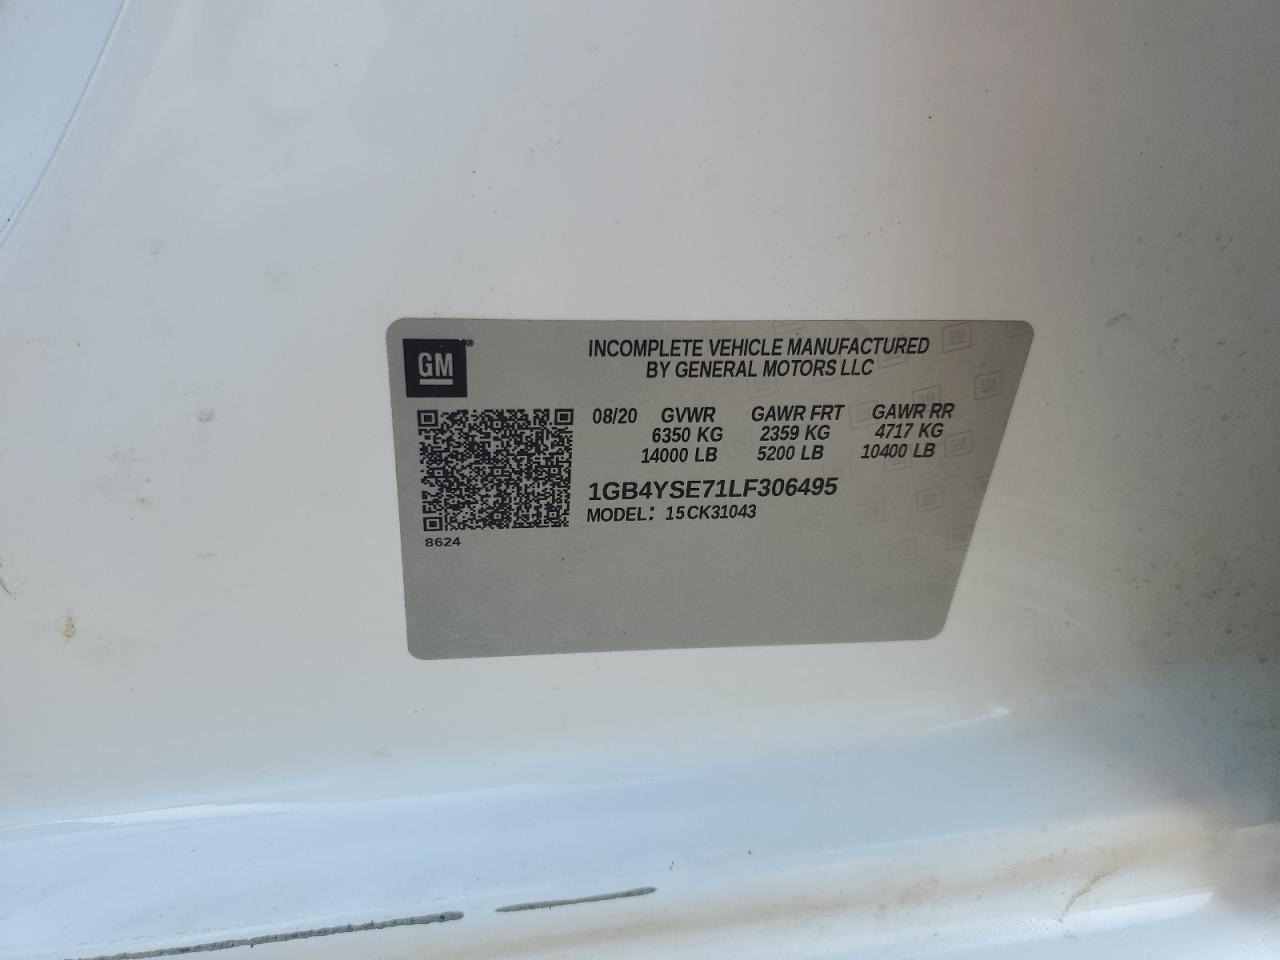 GM®
INCOMPLETE VEHICLE MANUFACTURED
BY GENERAL MOTORS LLC
08/20 GVWR GAWR FRT GAWR RR
6350 KG 2359 KG 4717 KG
14000 LB 5200 LB 10400 LB
1GB4YSE71LF306495
MODEL: 15CK31043
8624